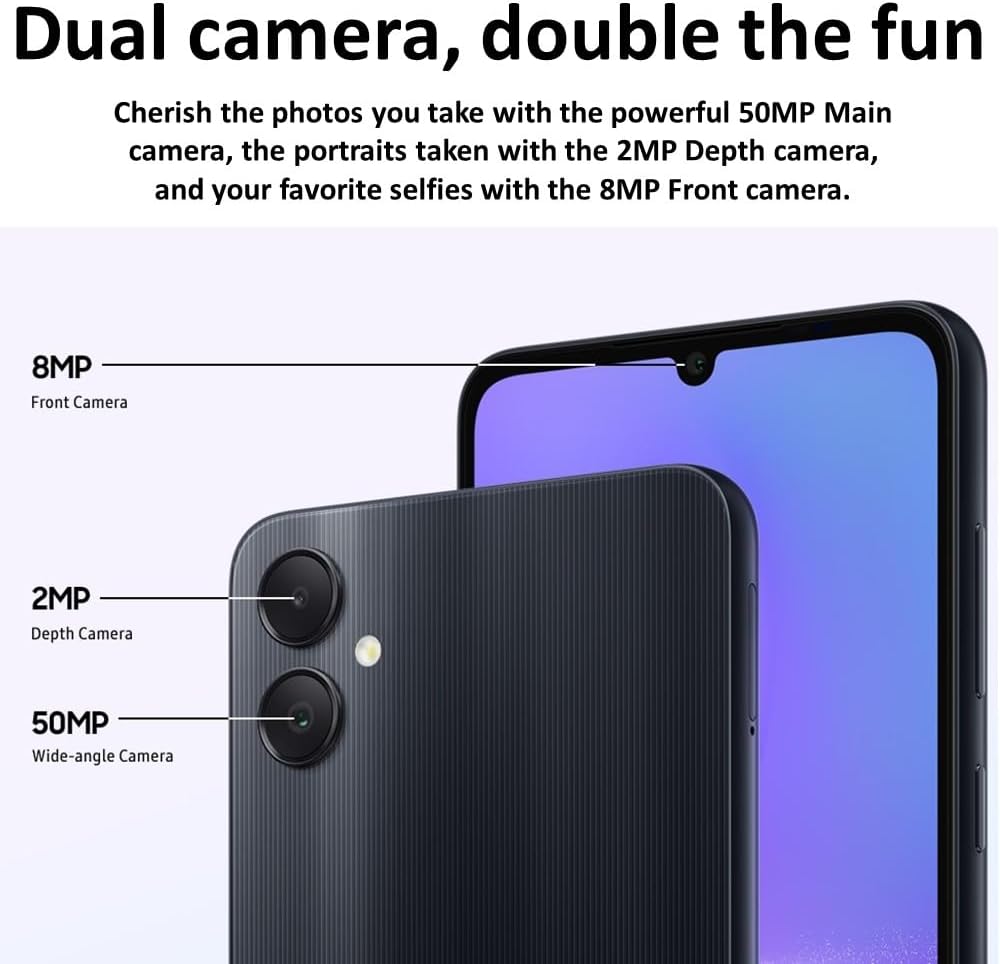 Dual camera, double the fun
Cherish the photos you take with the powerful 50MP Main
camera, the portraits taken with the 2MP Depth camera,
and your favorite selfies with the 8MP Front camera.
8MP
Front Camera
2MP
Depth Camera
50MP
Wide-angle Camera